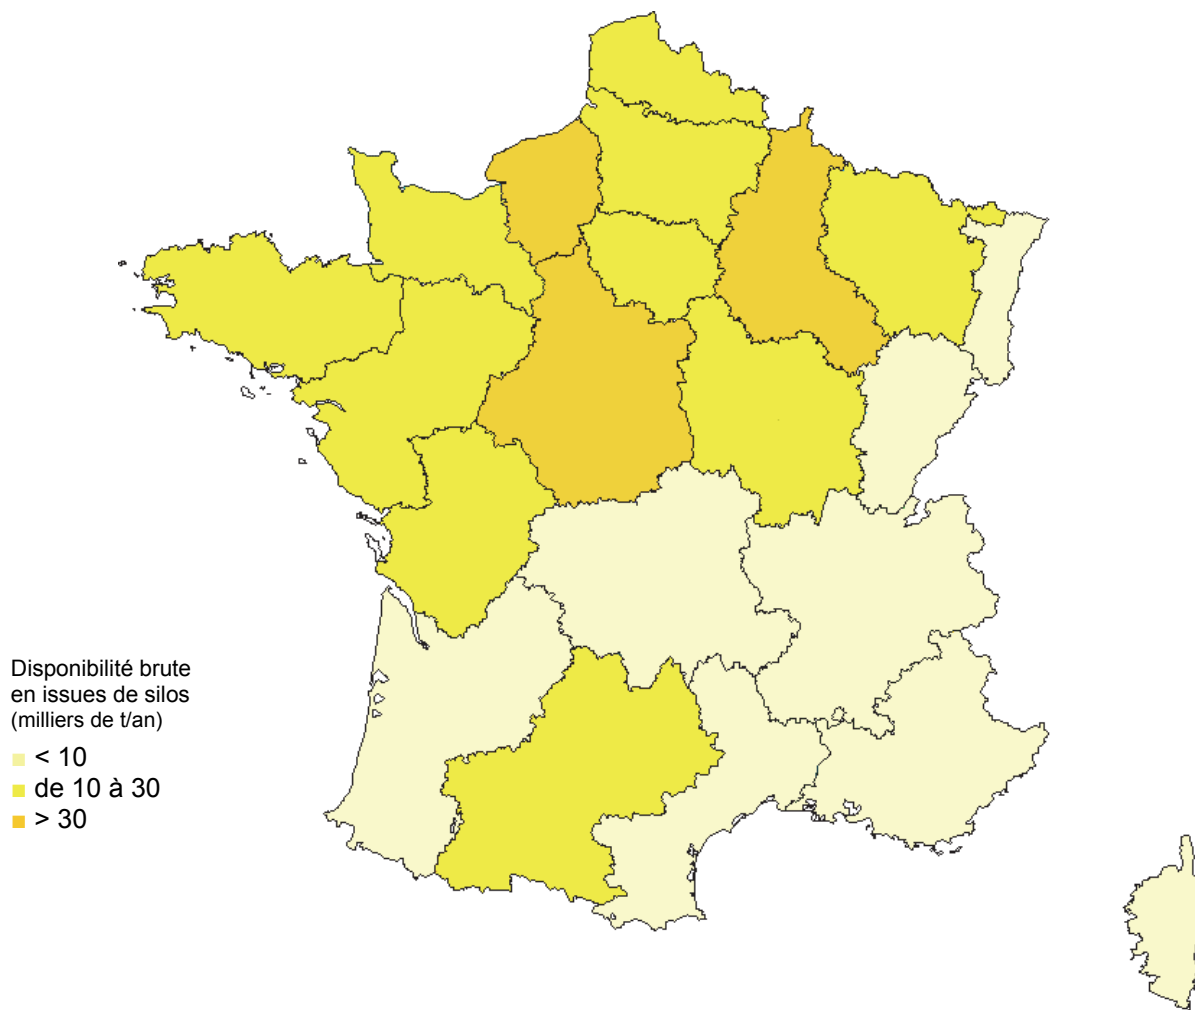 Disponibilité brute
en issues de silos
(milliers de t/an)
< 10
de 10 à 30
> 30